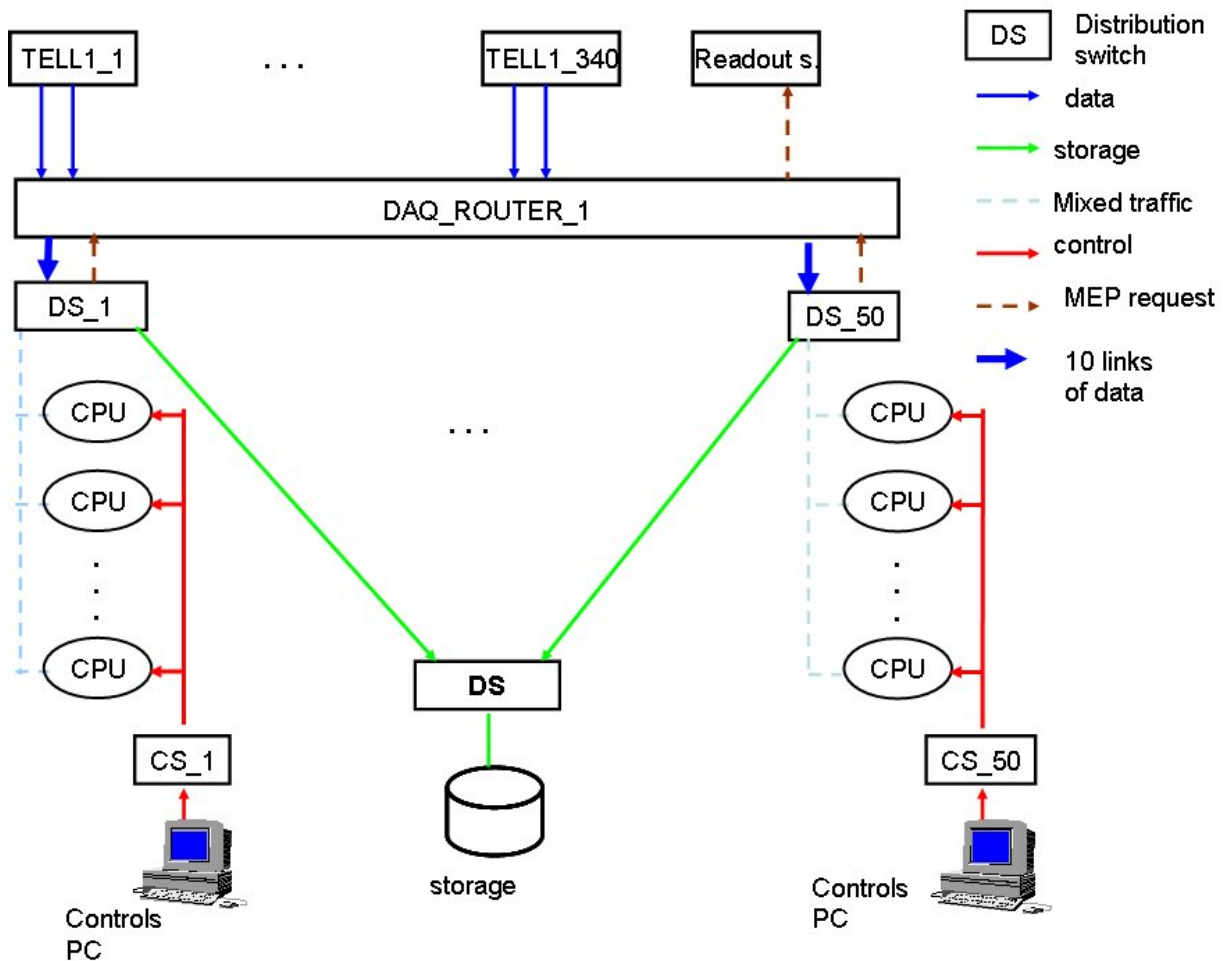 TELL1_1
. . .
TELL1_340
Readout s.
DS
Distribution
switch
data
storage
Mixed traffic
control
MEP request
10 links
of data
DAQ_ROUTER_1
DS_1
DS_50
CPU
CPU
.
.
.
CPU
. . .
CPU
CPU
.
.
.
CPU
DS
CS_1
CS_50
storage
Controls
PC
Controls
PC